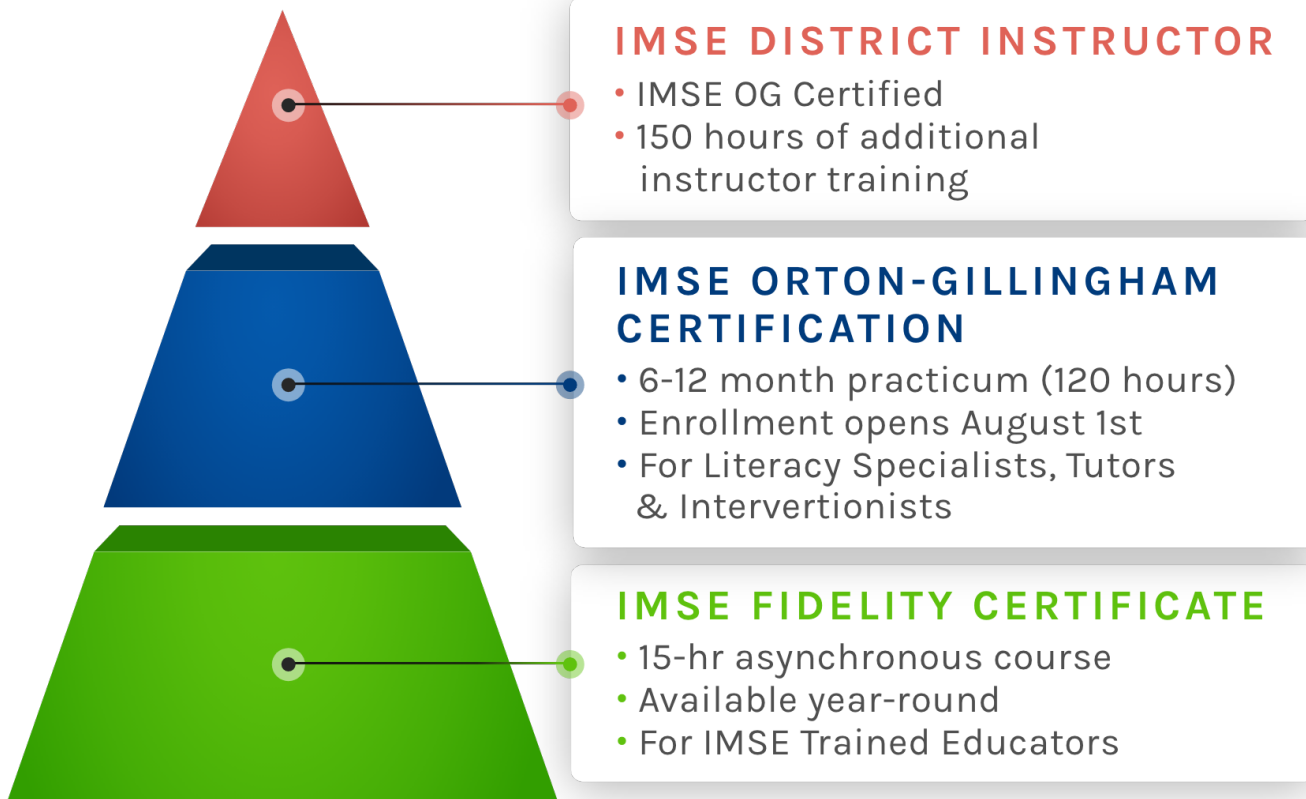 IMSE DISTRICT INSTRUCTOR
• IMSE OG Certified
• 150 hours of additional
instructor training
IMSE ORTON-GILLINGHAM
CERTIFICATION
• 6-12 month practicum (120 hours)
• Enrollment opens August 1st
• For Literacy Specialists, Tutors
& Intervertionists
IMSE FIDELITY CERTIFICATE
• 15-hr asynchronous course
• Available year-round
• For IMSE Trained Educators